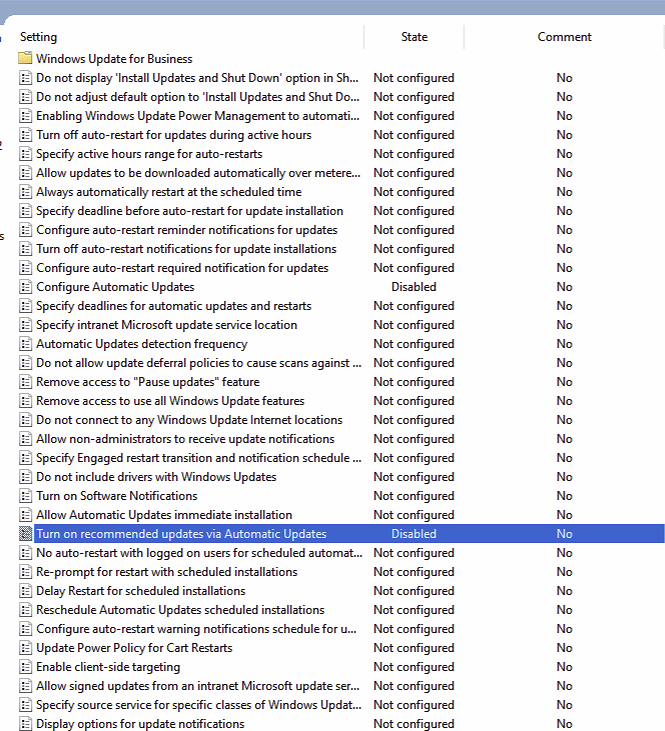 Setting State Comment
Windows Update for Business
Do not display 'Install Updates and Shut Down' option in Sh... Not configured No
Do not adjust default option to 'Install Updates and Shut Do... Not configured No
Enabling Windows Update Power Management to automati... Not configured No
Turn off auto-restart for updates during active hours Not configured No
Specify active hours range for auto-restarts Not configured No
Allow updates to be downloaded automatically over metere... Not configured No
Always automatically restart at the scheduled time Not configured No
Specify deadline before auto-restart for update installation Not configured No
Configure auto-restart reminder notifications for updates Not configured No
Turn off auto-restart notifications for update installations Not configured No
Configure auto-restart required notification for updates Not configured No
Configure Automatic Updates Disabled No
Specify deadlines for automatic updates and restarts Not configured No
Specify intranet Microsoft update service location Not configured No
Automatic Updates detection frequency Not configured No
Do not allow update deferral policies to cause scans against ... Not configured No
Remove access to "Pause updates" feature Not configured No
Remove access to use all Windows Update features Not configured No
Do not connect to any Windows Update Internet locations Not configured No
Allow non-administrators to receive update notifications Not configured No
Specify Engaged restart transition and notification schedule ... Not configured No
Do not include drivers with Windows Updates Not configured No
Turn on Software Notifications Not configured No
Allow Automatic Updates immediate installation Not configured No
Turn on recommended updates via Automatic Updates Disabled No
No auto-restart with logged on users for scheduled automat... Not configured No
Re-prompt for restart with scheduled installations Not configured No
Delay Restart for scheduled installations Not configured No
Reschedule Automatic Updates scheduled installations Not configured No
Configure auto-restart warning notifications schedule for u... Not configured No
Update Power Policy for Cart Restarts Not configured No
Enable client-side targeting Not configured No
Allow signed updates from an intranet Microsoft update ser... Not configured No
Specify source service for specific classes of Windows Updat... Not configured No
Display options for update notifications Not configured No